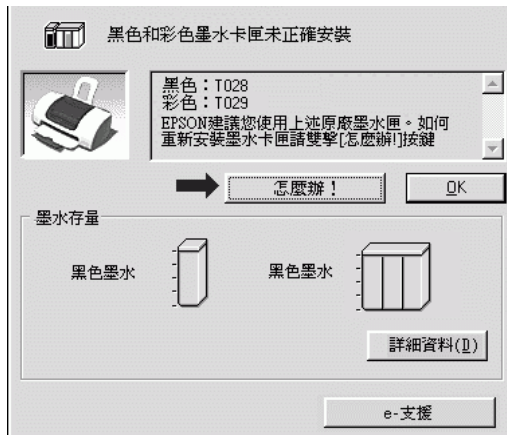 黑色和彩色墨水卡匣未正確安裝
黑色：T028
彩色：T029
EPSON建議您使用上述原廠墨水匣。如何
重新安裝墨水卡匣請雙擊[怎麼辦!]按鍵
怎麼辦！
OK
墨水存量
黑色墨水
黑色墨水
詳細資料(D)
e-支援